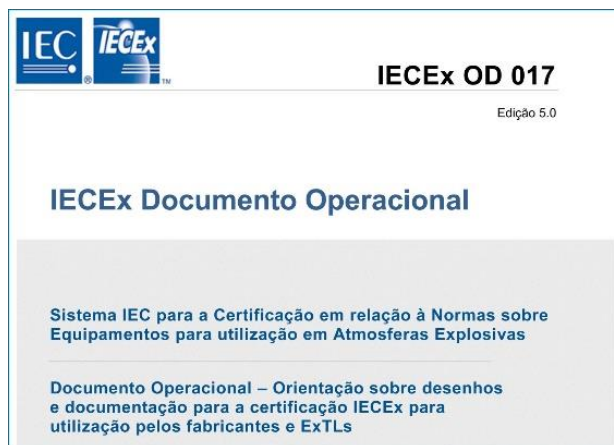 IEC IECEx
® ™
IECEx OD 017
Edição 5.0
IECEx Documento Operacional
Sistema IEC para a Certificação em relação à Normas sobre
Equipamentos para utilização em Atmosferas Explosivas
Documento Operacional – Orientação sobre desenhos
e documentação para a certificação IECEx para
utilização pelos fabricantes e ExTLs